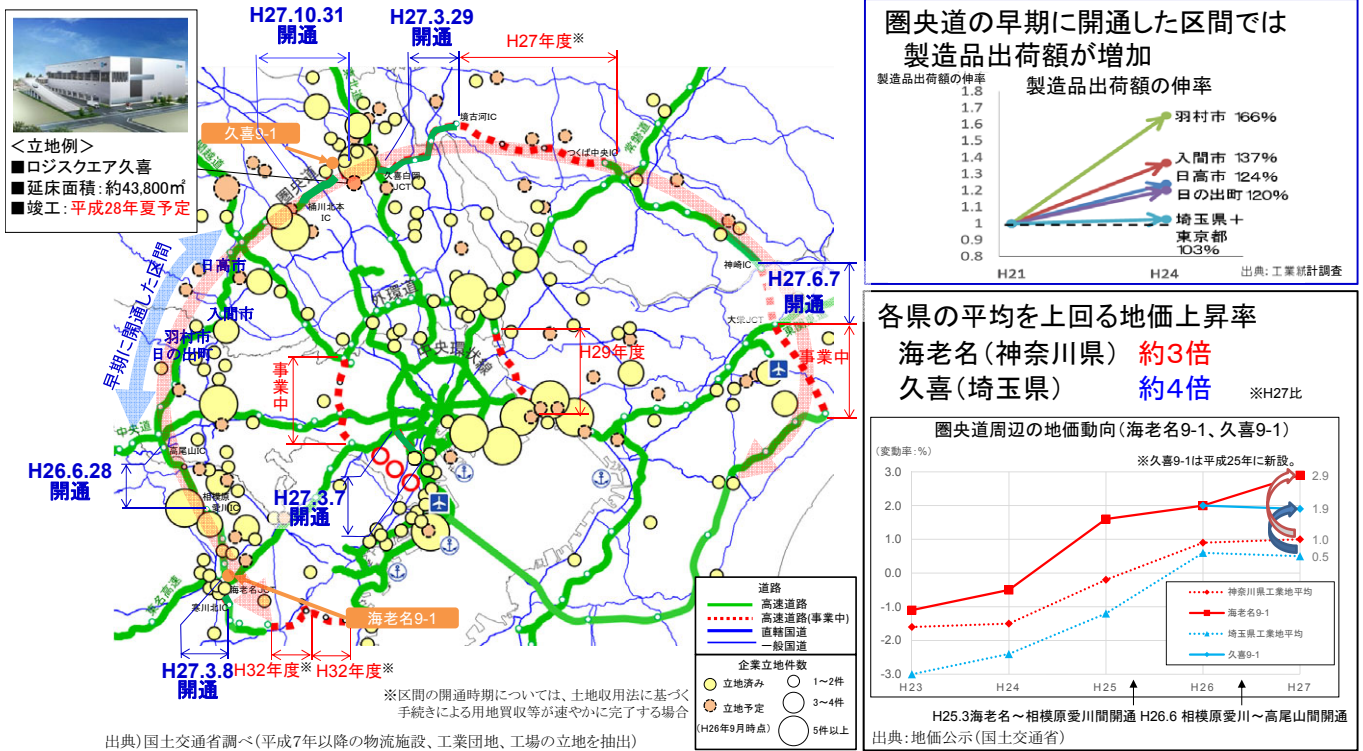 H27.10.31
開通
H27.3.29
開通
H27年度※
＜立地例＞
■ロジスクエア久喜
■延床面積：約43,800㎡
■竣工：平成28年夏予定
久喜9-1
東北道
境古河IC
つくば中央IC
常磐道
関越道
圏央道
久喜白岡
JCT
桶川北本
IC
早期に開通した区間
日高市
入間市
羽村市
日の出町
外環道
中央環状線
神崎IC
H27.6.7
開通
大栄JCT
H29年度
事業中
事業中
中央道
高尾山IC
H26.6.28
開通
相模原
愛川IC
H27.3.7
開通
東名高速
海老名JCT
寒川北IC
海老名9-1
H27.3.8
開通
H32年度※
H32年度※
道路
高速道路
高速道路(事業中)
直轄国道
一般国道
企業立地件数
立地済み
立地予定
(H26年9月時点)
1～2件
3～4件
5件以上
※区間の開通時期については、土地収用法に基づく
手続きによる用地買収等が速やかに完了する場合
出典)国土交通省調べ(平成7年以降の物流施設、工業団地、工場の立地を抽出)
圏央道の早期に開通した区間では
製造品出荷額が増加
製造品出荷額の伸率
製造品出荷額の伸率
1.8
1.7
1.6
1.5
1.4
1.3
1.2
1.1
1
0.9
0.8
H21
H24
羽村市 166%
入間市 137%
日高市 124%
日の出町 120%
埼玉県＋
東京都
103%
出典：工業統計調査
各県の平均を上回る地価上昇率
海老名(神奈川県) 約3倍
久喜(埼玉県) 約4倍
※H27比
圏央道周辺の地価動向(海老名9-1、久喜9-1)
(変動率：%)
※久喜9-1は平成25年に新設。
3.0
2.0
1.0
0.0
-1.0
-2.0
-3.0
2.9
1.9
1.0
0.5
神奈川県工業地平均
海老名9-1
埼玉県工業地平均
久喜9-1
H23
H24
H25
H26
H27
H25.3海老名～相模原愛川間開通
H26.6 相模原愛川～高尾山間開通
出典：地価公示(国土交通省)